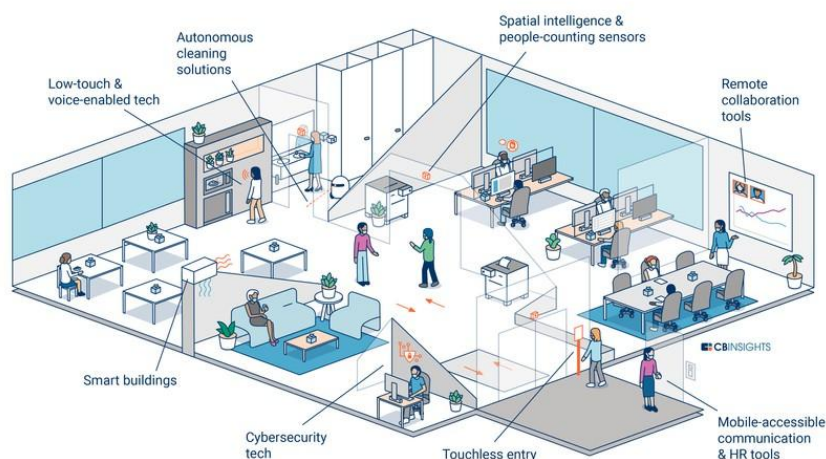 Spatial intelligence &
people-counting sensors
Autonomous
cleaning
solutions
Low-touch &
voice-enabled tech
Remote
collaboration
tools
CBINSIGHTS
Smart buildings
Cybersecurity
tech
Touchless entry
Mobile-accessible
communication
& HR tools